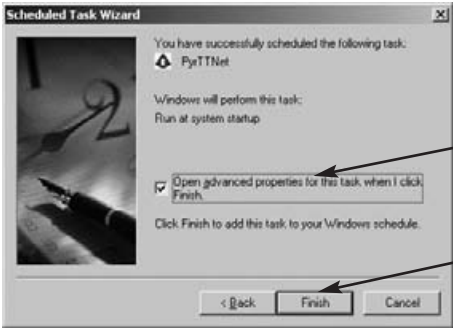 Scheduled Task Wizard
You have successfully scheduled the following task:
PyrTTNet
Windows will perform this task:
Run at system startup
Open advanced properties for this task when I click
Finish.
Click Finish to add this task to your Windows schedule.
< Back Finish Cancel